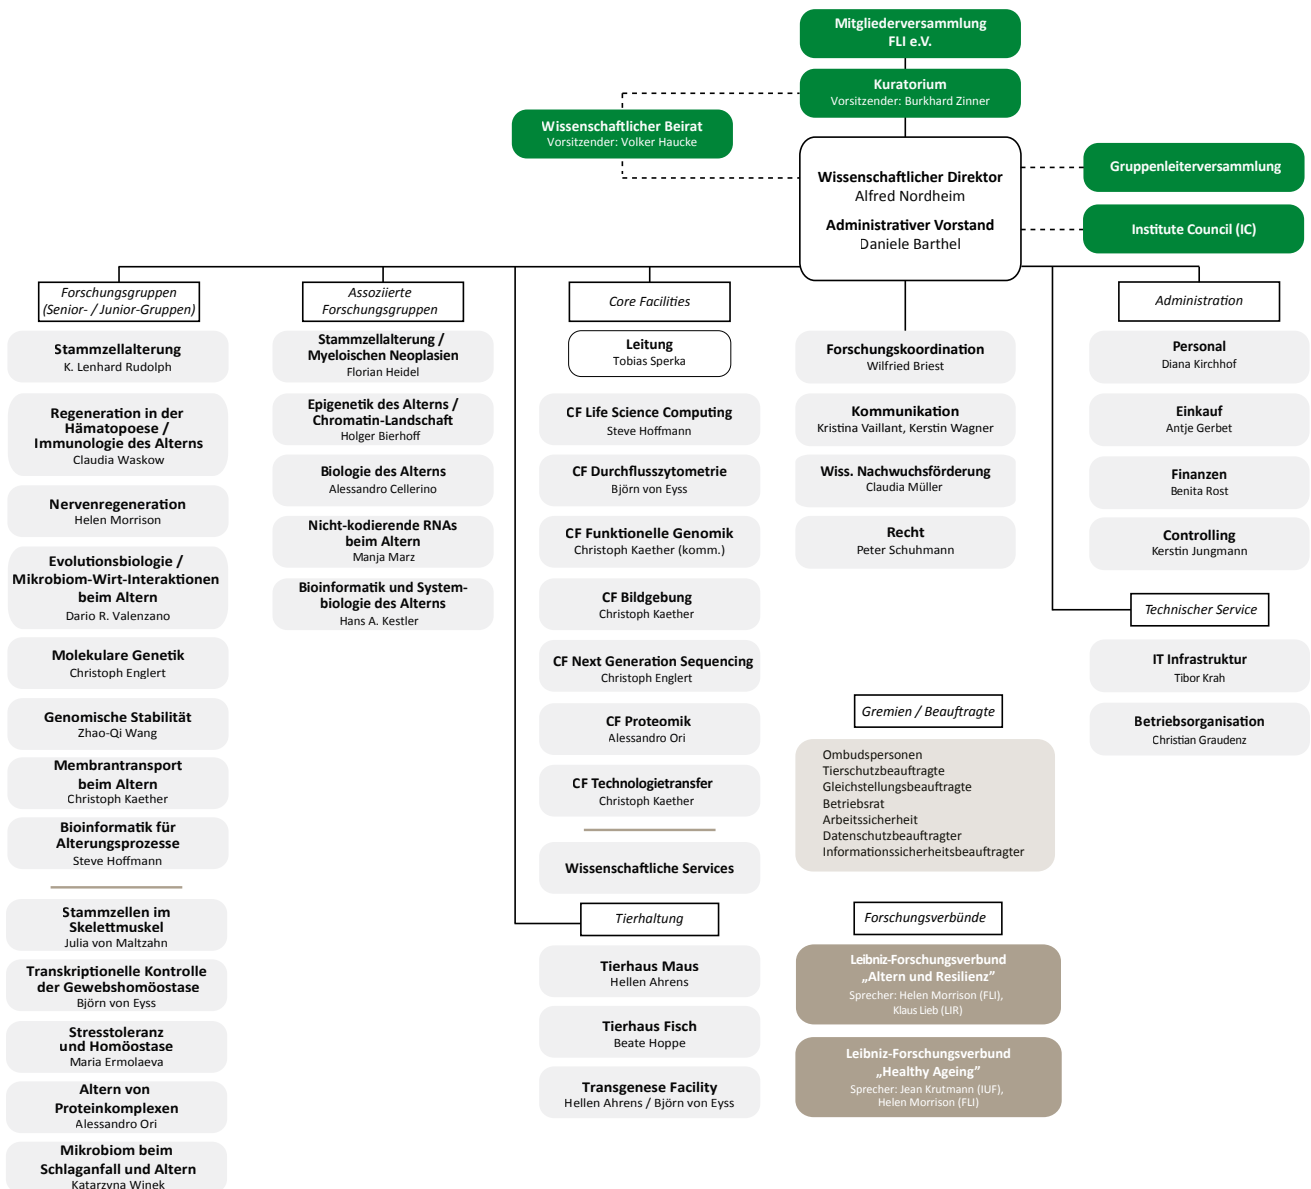 Mitgliederversammlung
FLI e.V.
Kuratorium
Vorsitzender: Burkhard Zinner
Wissenschaftlicher Beirat
Vorsitzender: Volker Haucke
Wissenschaftlicher Direktor
Alfred Nordheim
Administrativer Vorstand
Daniele Barthel
Gruppenleiterversammlung
Institute Council (IC)
Forschungsgruppen
(Senior- / Junior-Gruppen)
Stammzellalterung
K. Lenhard Rudolph
Regeneration in der
Hämatopoese /
Immunologie des Alterns
Claudia Waskow
Nervenregeneration
Helen Morrison
Evolutionsbiologie /
Mikrobiom-Wirt-Interaktionen
beim Altern
Dario R. Valenzano
Molekulare Genetik
Christoph Englert
Genomische Stabilität
Zhao-Qi Wang
Membrantransport
beim Altern
Christoph Kaether
Bioinformatik für
Alterungsprozesse
Steve Hoffmann
Stammzellen im
Skelettmuskel
Julia von Maltzahn
Transkriptionelle Kontrolle
der Gewebshomöostase
Björn von Eyss
Stresstoleranz
und Homöostase
Maria Ermolaeva
Altern von
Proteinkomplexen
Alessandro Ori
Mikrobiom beim
Schlaganfall und Altern
Katarzyna Winek
Assoziierte
Forschungsgruppen
Stammzellalterung /
Myeloischen Neoplasien
Florian Heidel
Epigenetik des Alterns /
Chromatin-Landschaft
Holger Bierhoff
Biologie des Alterns
Alessandro Cellerino
Nicht-kodierende RNAs
beim Altern
Manja Marz
Bioinformatik und System-
biologie des Alterns
Hans A. Kestler
Core Facilities
Leitung
Tobias Sperka
CF Life Science Computing
Steve Hoffmann
CF Durchflusszytometrie
Björn von Eyss
CF Funktionelle Genomik
Christoph Kaether (komm.)
CF Bildgebung
Christoph Kaether
CF Next Generation Sequencing
Christoph Englert
CF Proteomik
Alessandro Ori
CF Technologietransfer
Christoph Kaether
Wissenschaftliche Services
Tierhaltung
Tierhaus Maus
Hellen Ahrens
Tierhaus Fisch
Beate Hoppe
Transgenese Facility
Hellen Ahrens / Björn von Eyss
Forschungskoordination
Wilfried Briest
Kommunikation
Kristina Vaillant, Kerstin Wagner
Wiss. Nachwuchsförderung
Claudia Müller
Recht
Peter Schuhmann
Gremien / Beauftragte
Ombudspersonen
Tierschutzbeauftragte
Gleichstellungsbeauftragte
Betriebsrat
Arbeitssicherheit
Datenschutzbeauftragter
Informationssicherheitsbeauftragter
Forschungsverbünde
Leibniz-Forschungsverbund
„Altern und Resilienz”
Sprecher: Helen Morrison (FLI),
Klaus Lieb (LIR)
Leibniz-Forschungsverbund
„Healthy Ageing”
Sprecher: Jean Krutmann (IUF),
Helen Morrison (FLI)
Administration
Personal
Diana Kirchhof
Einkauf
Antje Gerbet
Finanzen
Benita Rost
Controlling
Kerstin Jungmann
Technischer Service
IT Infrastruktur
Tibor Krah
Betriebsorganisation
Christian Graudenz